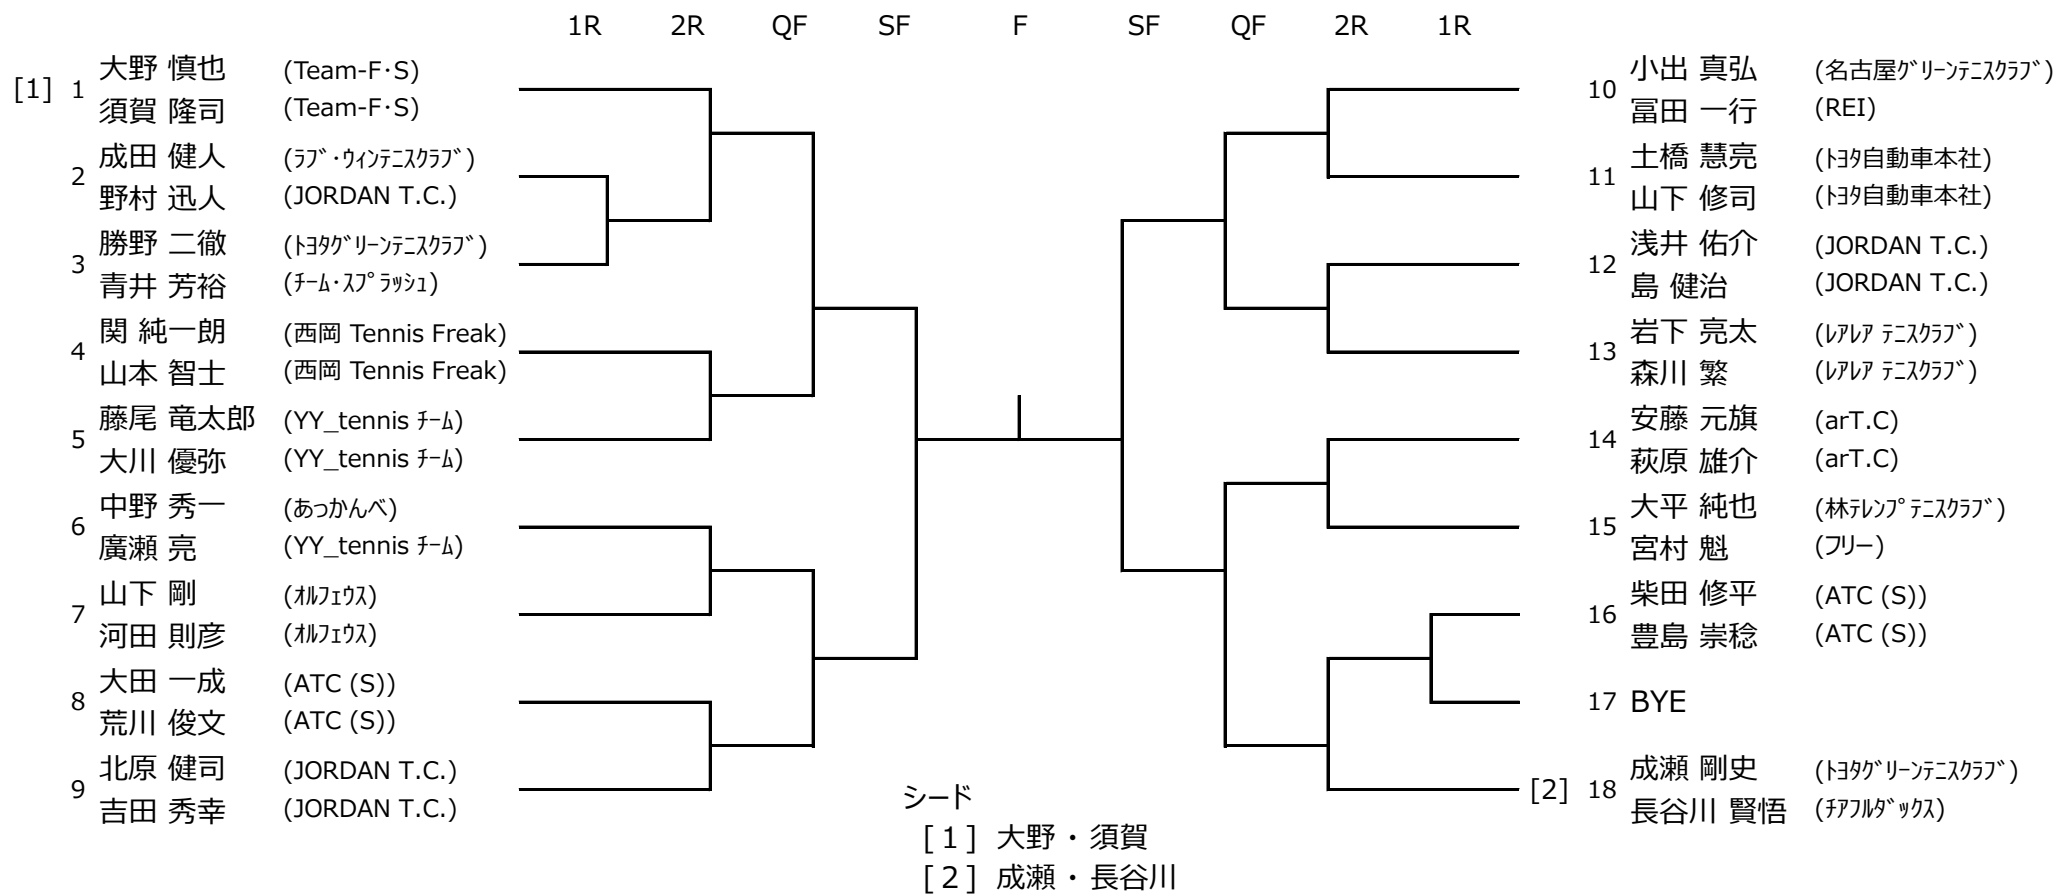 1R 2R QF SF F SF QF 2R 1R
[1] 1 大野 慎也 (Team-F・S)
須賀 隆司 (Team-F・S)
2 成田 健人 (ﾗﾌﾞ・ｳｨﾝﾃﾆｽｸﾗﾌﾞ)
野村 迅人 (JORDAN T.C.)
3 勝野 二徹 (ﾄﾖﾀｸﾞﾘｰﾝﾃﾆｽｸﾗﾌﾞ)
青井 芳裕 (ﾁｰﾑ・ｽﾌﾟﾗｯｼｭ)
4 関 純一朗 (西岡 Tennis Freak)
山本 智士 (西岡 Tennis Freak)
5 藤尾 竜太郎 (YY_tennis ﾁｰﾑ)
大川 優弥 (YY_tennis ﾁｰﾑ)
6 中野 秀一 (あっかんべ)
廣瀬 亮 (YY_tennis ﾁｰﾑ)
7 山下 剛 (ｵﾙﾌｪｳｽ)
河田 則彦 (ｵﾙﾌｪｳｽ)
8 大田 一成 (ATC (S))
荒川 俊文 (ATC (S))
9 北原 健司 (JORDAN T.C.)
吉田 秀幸 (JORDAN T.C.)
10 小出 真弘 (名古屋ｸﾞﾘｰﾝﾃﾆｽｸﾗﾌﾞ)
冨田 一行 (REI)
11 土橋 慧亮 (ﾄﾖﾀ自動車本社)
山下 修司 (ﾄﾖﾀ自動車本社)
12 浅井 佑介 (JORDAN T.C.)
島 健治 (JORDAN T.C.)
13 岩下 亮太 (ﾚｱﾚｱ ﾃﾆｽｸﾗﾌﾞ)
森川 繁 (ﾚｱﾚｱ ﾃﾆｽｸﾗﾌﾞ)
14 安藤 元旗 (arT.C)
萩原 雄介 (arT.C)
15 大平 純也 (林ﾃﾚﾝﾌﾟﾃﾆｽｸﾗﾌﾞ)
宮村 魁 (フリー)
16 柴田 修平 (ATC (S))
豊島 崇稔 (ATC (S))
17 BYE
[2] 18 成瀬 剛史 (ﾄﾖﾀｸﾞﾘｰﾝﾃﾆｽｸﾗﾌﾞ)
長谷川 賢悟 (ﾁｱﾌﾙﾀﾞｯｸｽ)
シード
[１] 大野 ・ 須賀
[２] 成瀬 ・ 長谷川